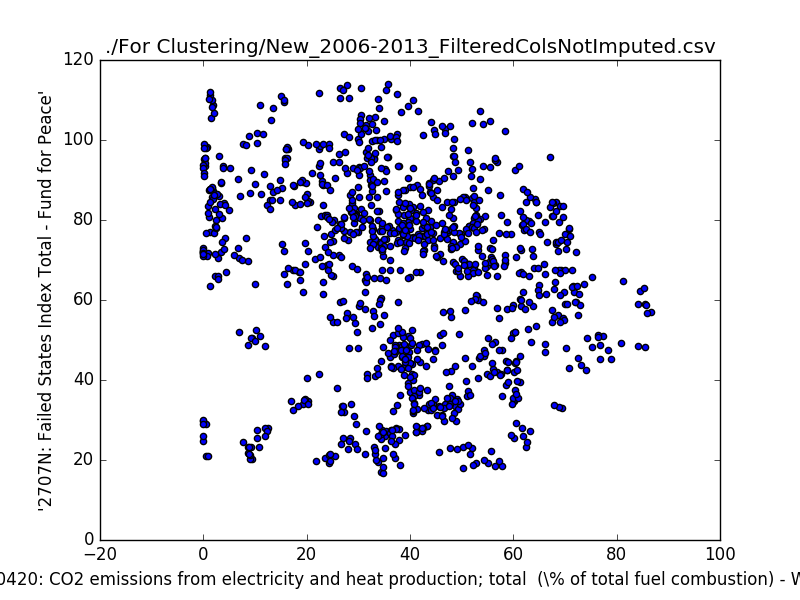 ./For Clustering/New_2006-2013_FilteredColsNotImputed.csv
120
100
80
60
40
20
0
'2707N: Failed States Index Total - Fund for Peace'
−20 0 20 40 60 80 100
0420: CO2 emissions from electricity and heat production; total (\% of total fuel combustion) - W